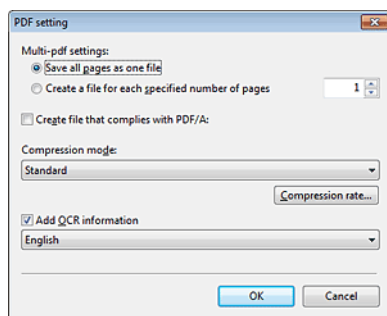 PDF setting
Multi-pdf settings:
Save all pages as one file
Create a file for each specified number of pages 1
Create file that complies with PDF/A:
Compression mode:
Standard
Compression rate...
Add OCR information
English
OK Cancel